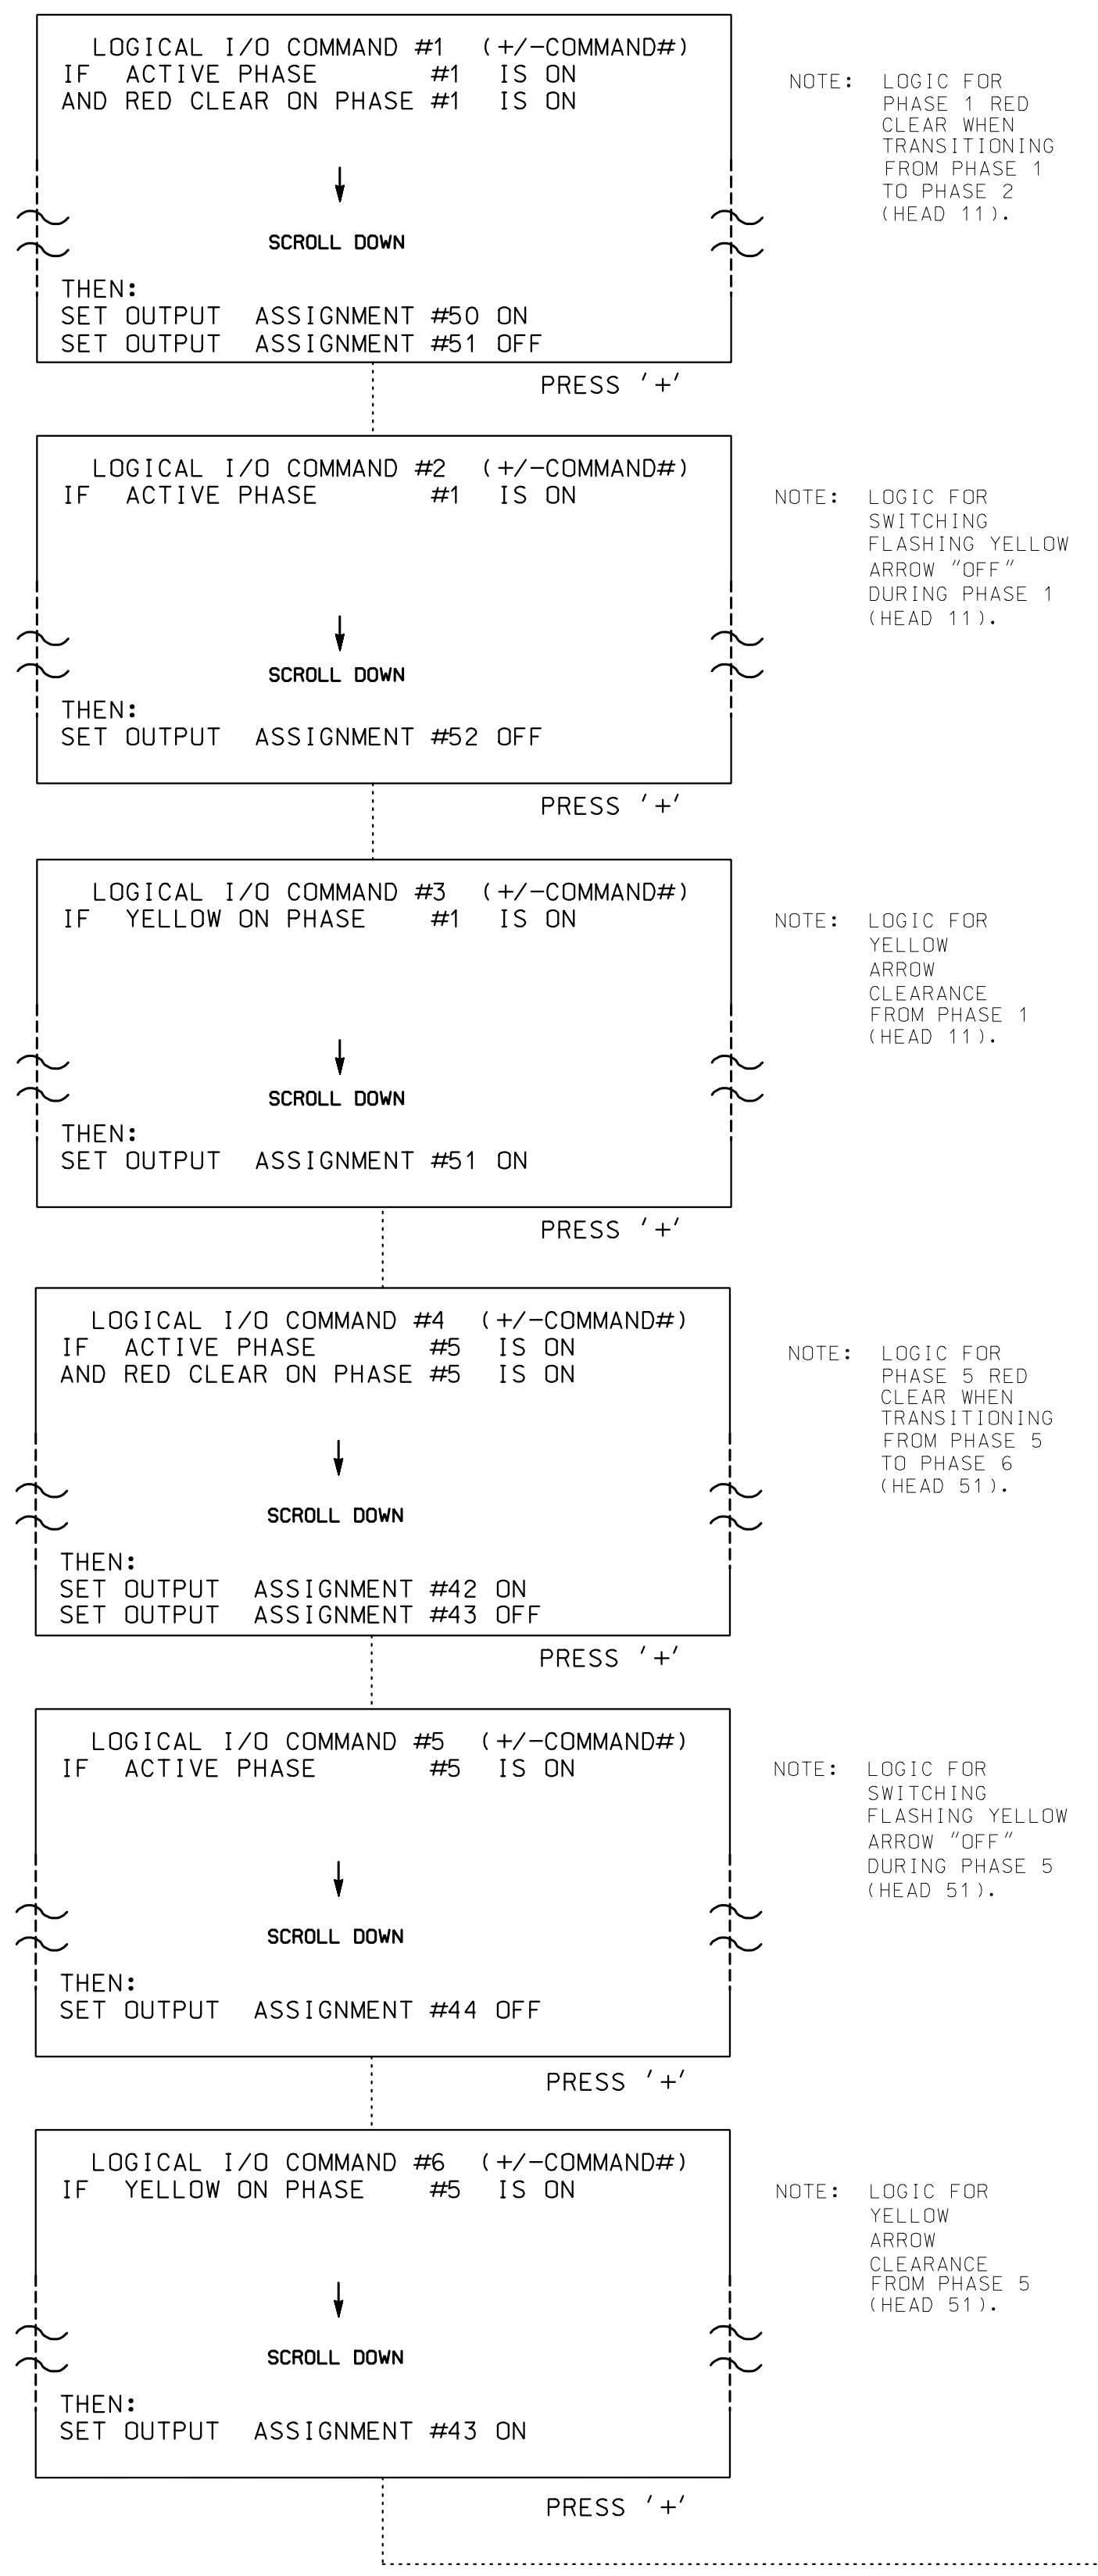 LOGICAL I/O COMMAND #1 (+/-COMMAND#)
IF ACTIVE PHASE #1 IS ON
AND RED CLEAR ON PHASE #1 IS ON
SCROLL DOWN
THEN:
SET OUTPUT ASSIGNMENT #50 ON
SET OUTPUT ASSIGNMENT #51 OFF
PRESS '+'
NOTE: LOGIC FOR
PHASE 1 RED
CLEAR WHEN
TRANSITIONING
FROM PHASE 1
TO PHASE 2
(HEAD 11).
LOGICAL I/O COMMAND #2 (+/-COMMAND#)
IF ACTIVE PHASE #1 IS ON
SCROLL DOWN
THEN:
SET OUTPUT ASSIGNMENT #52 OFF
PRESS '+'
NOTE: LOGIC FOR
SWITCHING
FLASHING YELLOW
ARROW "OFF"
DURING PHASE 1
(HEAD 11).
LOGICAL I/O COMMAND #3 (+/-COMMAND#)
IF YELLOW ON PHASE #1 IS ON
SCROLL DOWN
THEN:
SET OUTPUT ASSIGNMENT #51 ON
PRESS '+'
NOTE: LOGIC FOR
YELLOW
ARROW
CLEARANCE
FROM PHASE 1
(HEAD 11).
LOGICAL I/O COMMAND #4 (+/-COMMAND#)
IF ACTIVE PHASE #5 IS ON
AND RED CLEAR ON PHASE #5 IS ON
SCROLL DOWN
THEN:
SET OUTPUT ASSIGNMENT #42 ON
SET OUTPUT ASSIGNMENT #43 OFF
PRESS '+'
NOTE: LOGIC FOR
PHASE 5 RED
CLEAR WHEN
TRANSITIONING
FROM PHASE 5
TO PHASE 6
(HEAD 51).
LOGICAL I/O COMMAND #5 (+/-COMMAND#)
IF ACTIVE PHASE #5 IS ON
SCROLL DOWN
THEN:
SET OUTPUT ASSIGNMENT #44 OFF
PRESS '+'
NOTE: LOGIC FOR
SWITCHING
FLASHING YELLOW
ARROW "OFF"
DURING PHASE 5
(HEAD 51).
LOGICAL I/O COMMAND #6 (+/-COMMAND#)
IF YELLOW ON PHASE #5 IS ON
SCROLL DOWN
THEN:
SET OUTPUT ASSIGNMENT #43 ON
PRESS '+'
NOTE: LOGIC FOR
YELLOW
ARROW
CLEARANCE
FROM PHASE 5
(HEAD 51).